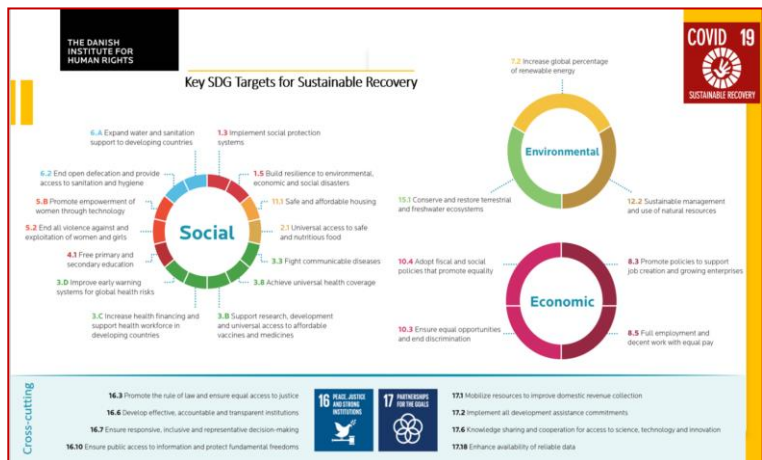 THE DANISH
INSTITUTE FOR
HUMAN RIGHTS
COVID 19
SUSTAINABLE RECOVERY
Key SDG Targets for Sustainable Recovery
6.A Expand water and sanitation
support to developing countries
1.3 Implement social protection
systems
6.2 End open defecation and provide
access to sanitation and hygiene
1.5 Build resilience to environmental,
economic and social disasters
5.B Promote empowerment of
women through technology
11.1 Safe and affordable housing
5.2 End all violence against and
exploitation of women and girls
2.1 Universal access to safe
and nutritious food
4.1 Free primary and
secondary education
3.3 Fight communicable diseases
3.D Improve early warning
systems for global health risks
3.8 Achieve universal health coverage
3.C Increase health financing and
support health workforce in
developing countries
3.B Support research, development
and universal access to affordable
vaccines and medicines
Social
7.2 Increase global percentage
of renewable energy
Environmental
15.1 Conserve and restore terrestrial
and freshwater ecosystems
12.2 Sustainable management
and use of natural resources
10.4 Adopt fiscal and social
policies that promote equality
8.3 Promote policies to support
job creation and growing enterprises
Economic
10.3 Ensure equal opportunities
and end discrimination
8.5 Full employment and
decent work with equal pay
Cross-cutting
16.3 Promote the rule of law and ensure equal access to justice
16.6 Develop effective, accountable and transparent institutions
16.7 Ensure responsive, inclusive and representative decision-making
16.10 Ensure public access to information and protect fundamental freedoms
16 PEACE, JUSTICE
AND STRONG
INSTITUTIONS
17 PARTNERSHIPS
FOR THE GOALS
17.1 Mobilize resources to improve domestic revenue collection
17.2 Implement all development assistance commitments
17.6 Knowledge sharing and cooperation for access to science, technology and innovation
17.18 Enhance availability of reliable data